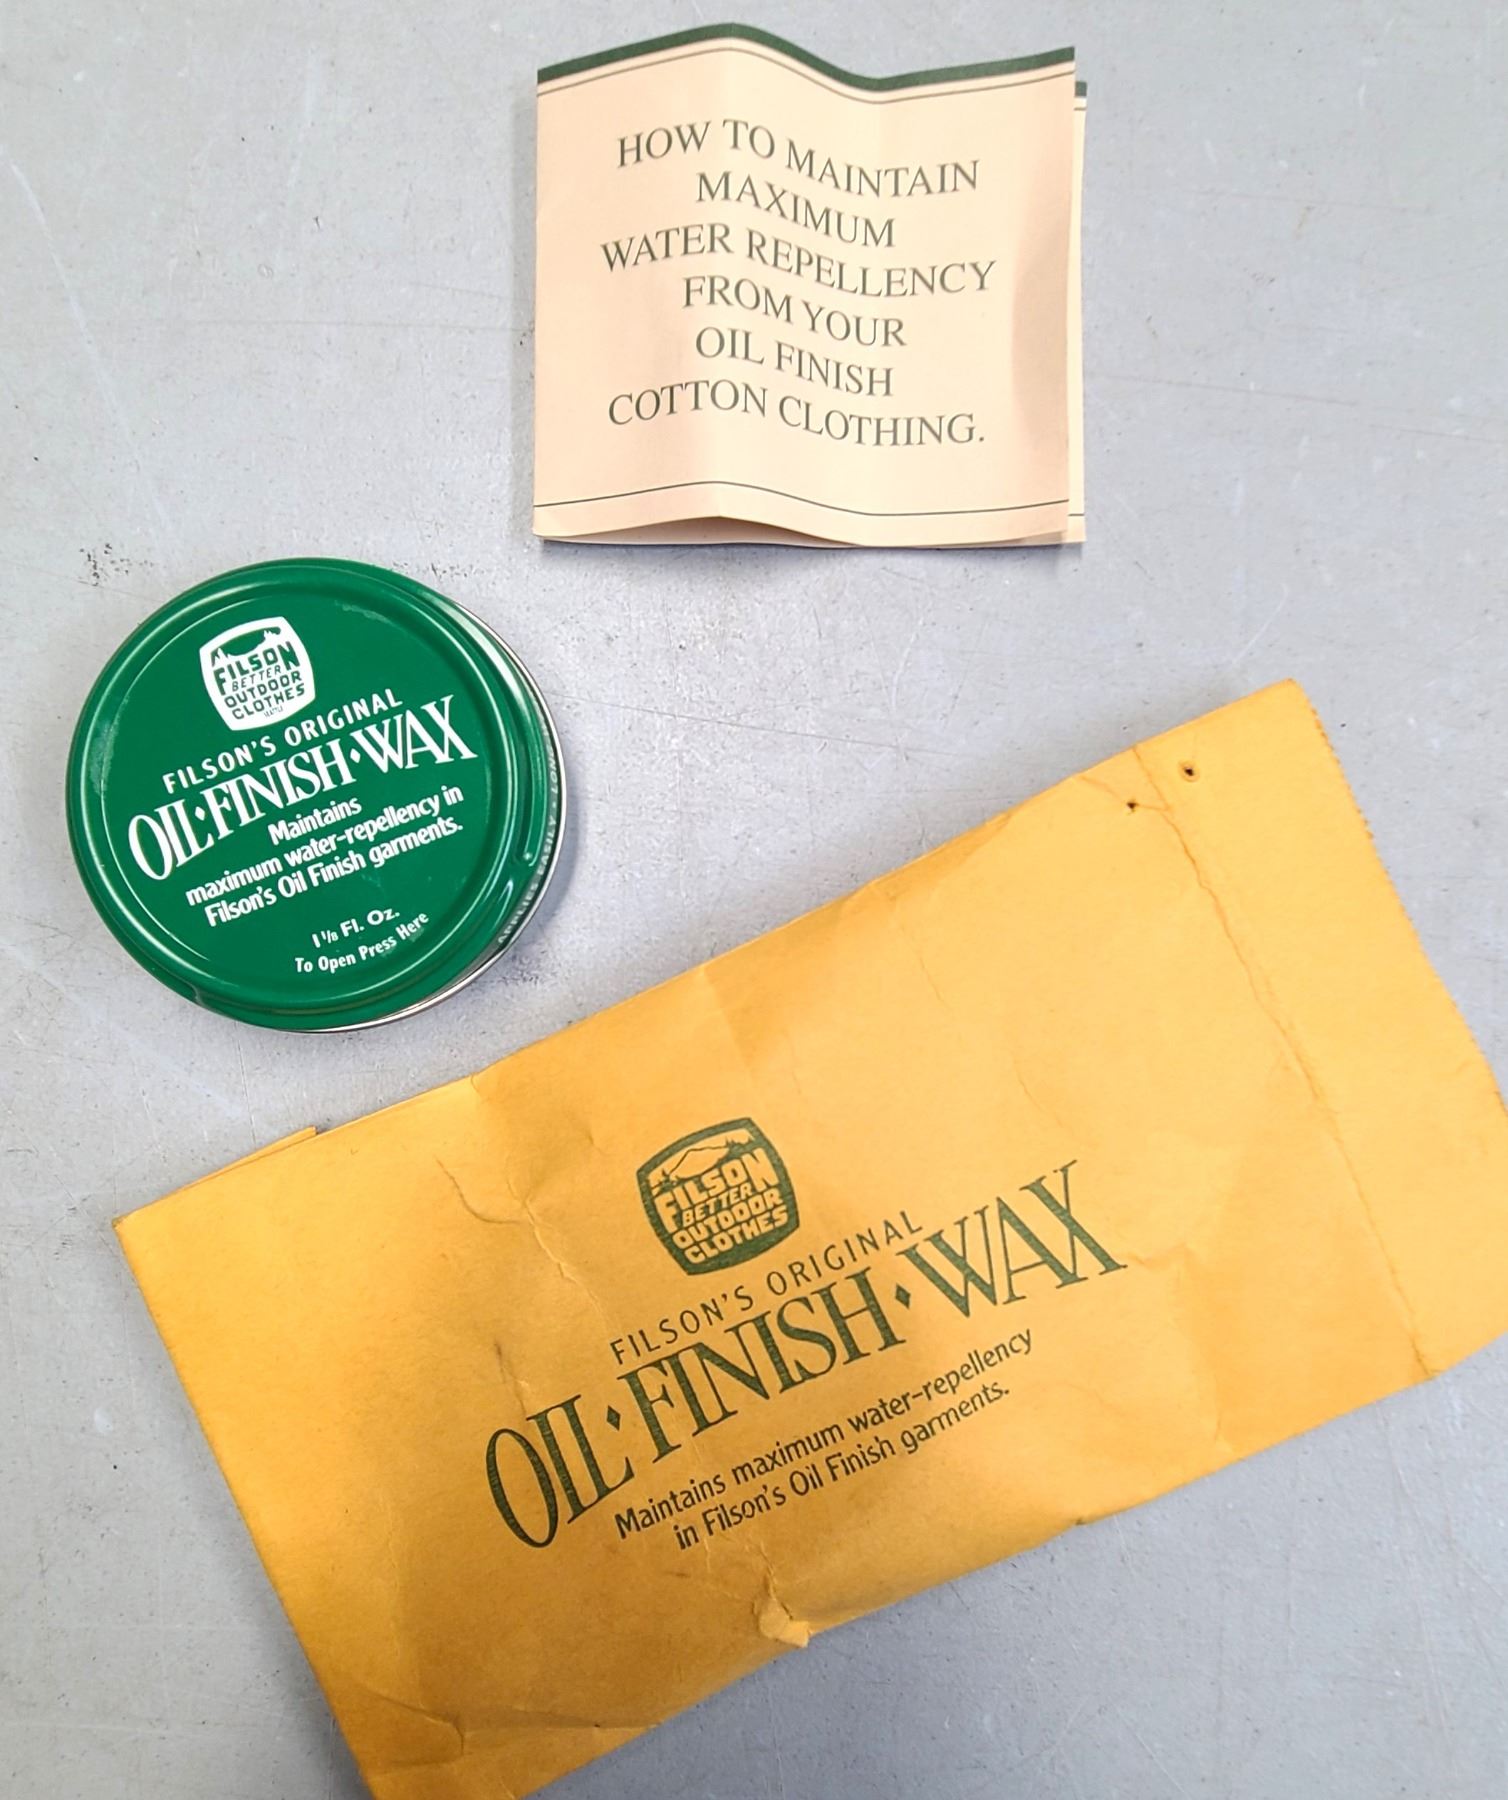 HOW TO MAINTAIN
MAXIMUM
WATER REPELLENCY
FROM YOUR
OIL FINISH
COTTON CLOTHING.
FILSON
BETTER
OUTDOOR
CLOTHES
SEATTLE
FILSON'S ORIGINAL
OIL·FINISH·WAX
Maintains
maximum water-repellency in
Filson's Oil Finish garments.
1 1/8 Fl. Oz.
To Open Press Here
APPLIES EASILY •
FILSON
BETTER
OUTDOOR
CLOTHES
FILSON'S ORIGINAL
OIL·FINISH·WAX
Maintains maximum water-repellency
in Filson's Oil Finish garments.